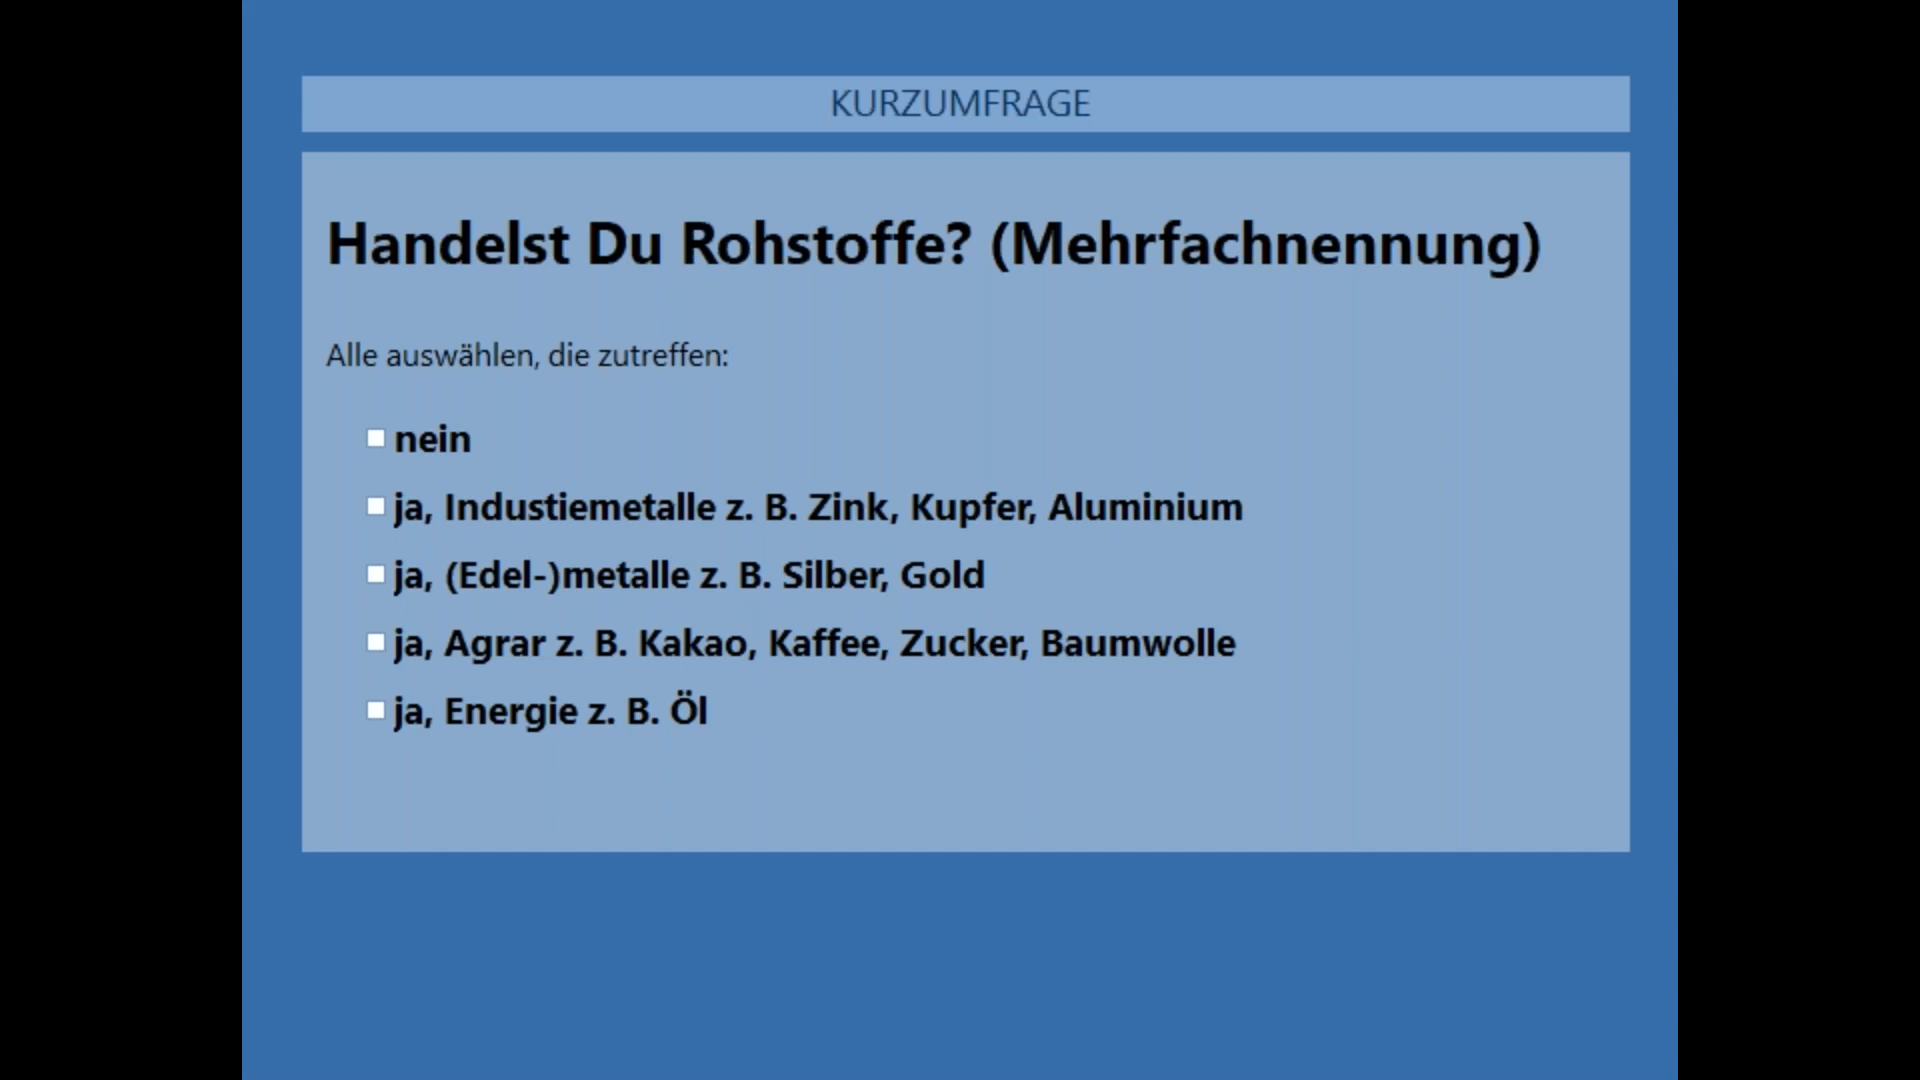 KURZUMFRAGE
Handelst Du Rohstoffe? (Mehrfachnennung)
Alle auswählen, die zutreffen:
nein
ja, Industiemetalle z. B. Zink, Kupfer, Aluminium
ja, (Edel-)metalle z. B. Silber, Gold
ja, Agrar z. B. Kakao, Kaffee, Zucker, Baumwolle
ja, Energie z. B. Öl